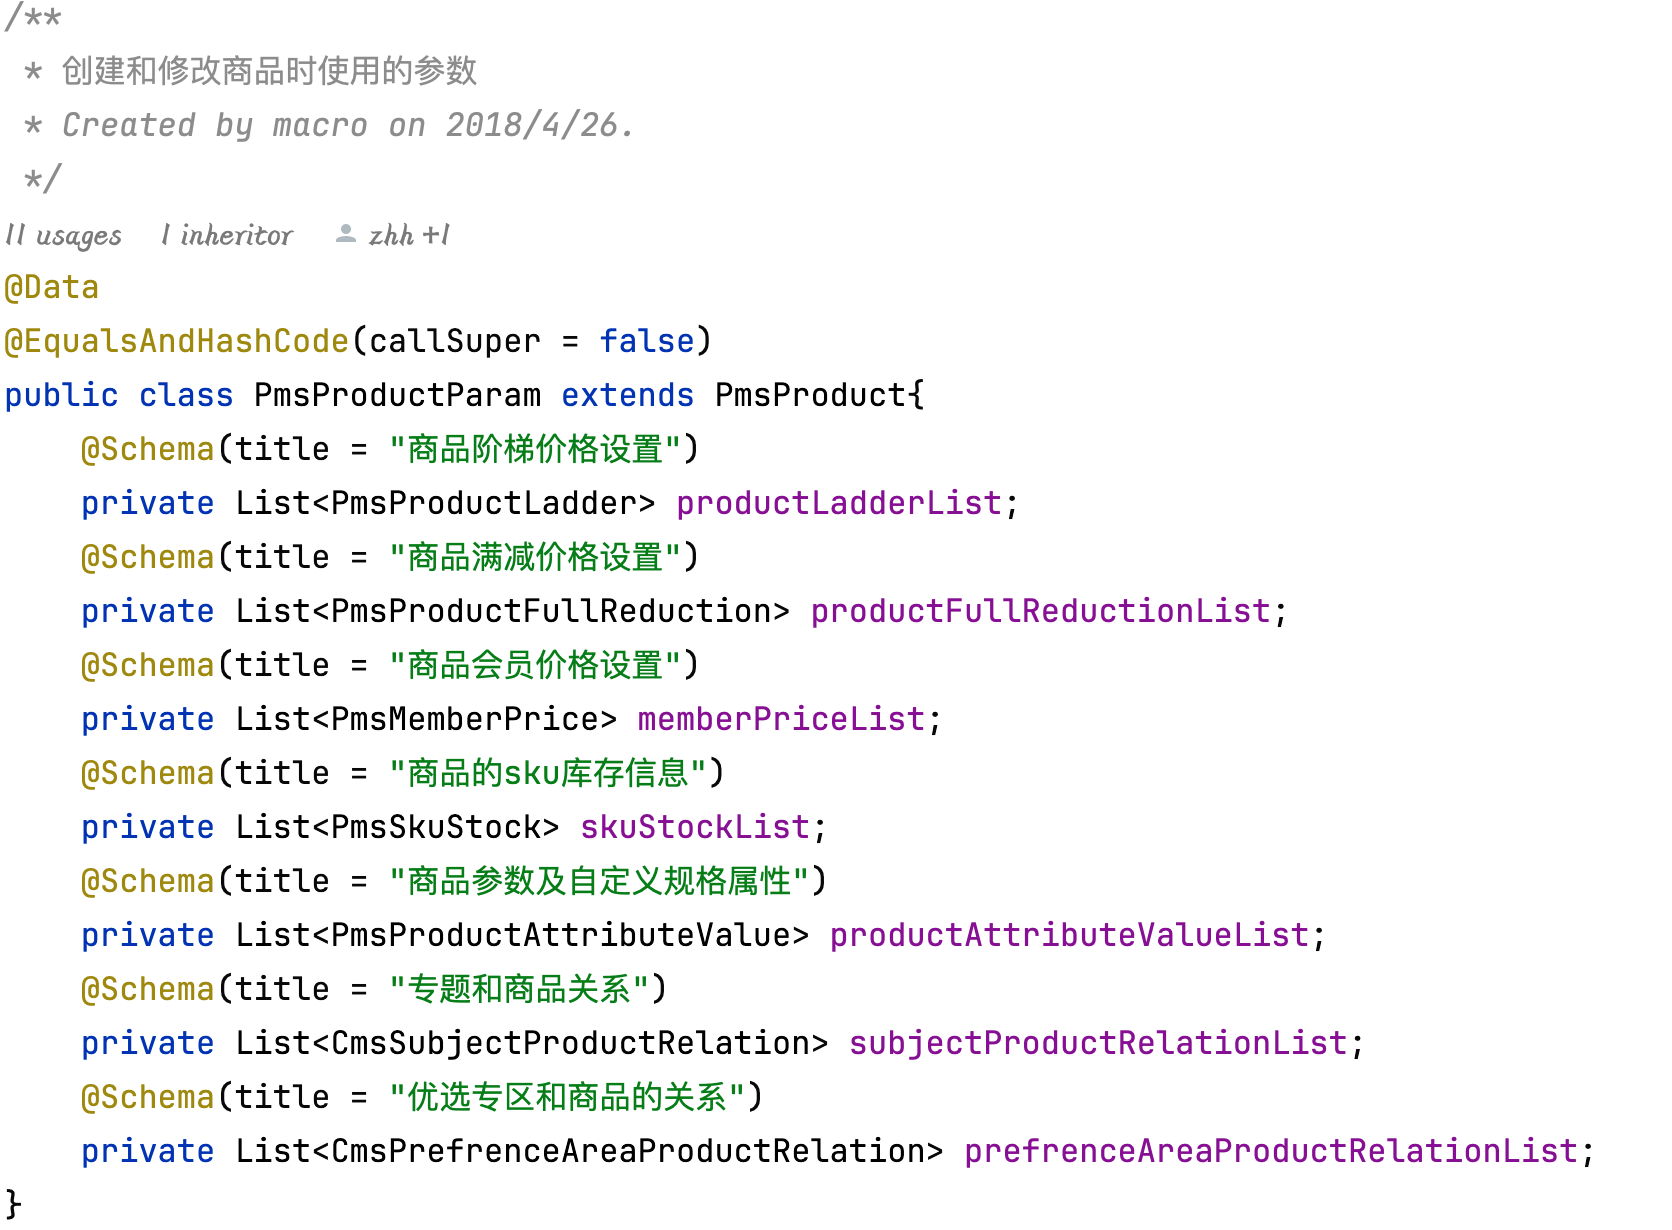 /**
 * 创建和修改商品时使用的参数
 * Created by macro on 2018/4/26.
 */
11 usages 1 inheritor zhh +1
@Data
@EqualsAndHashCode(callSuper = false)
public class PmsProductParam extends PmsProduct{
    @Schema(title = "商品阶梯价格设置")
    private List<PmsProductLadder> productLadderList;
    @Schema(title = "商品满减价格设置")
    private List<PmsProductFullReduction> productFullReductionList;
    @Schema(title = "商品会员价格设置")
    private List<PmsMemberPrice> memberPriceList;
    @Schema(title = "商品的sku库存信息")
    private List<PmsSkuStock> skuStockList;
    @Schema(title = "商品参数及自定义规格属性")
    private List<PmsProductAttributeValue> productAttributeValueList;
    @Schema(title = "专题和商品关系")
    private List<CmsSubjectProductRelation> subjectProductRelationList;
    @Schema(title = "优选专区和商品的关系")
    private List<CmsPrefrenceAreaProductRelation> prefrenceAreaProductRelationList;
}